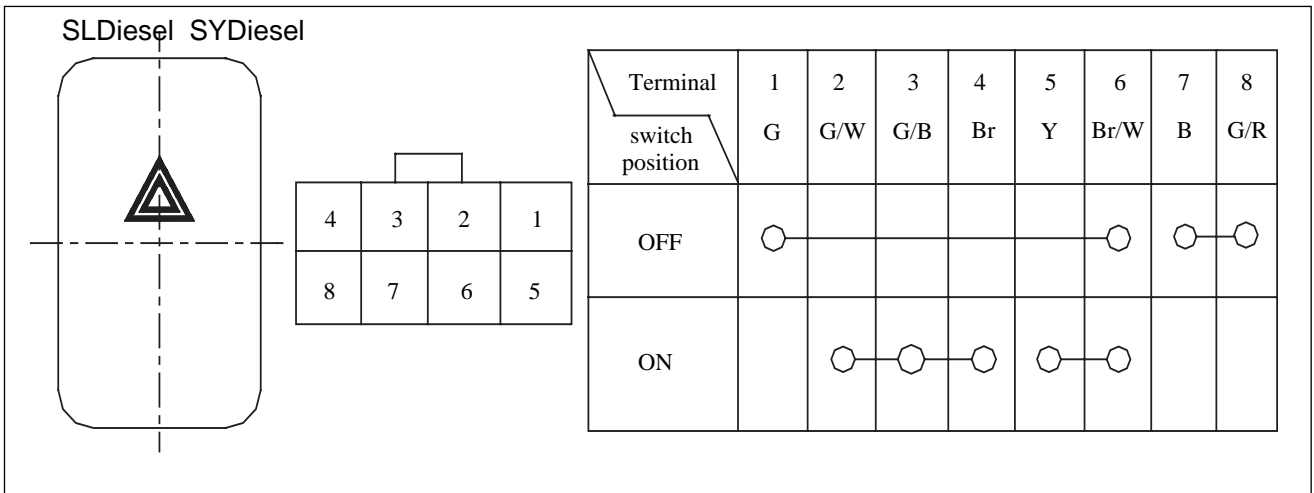 SLDiesel SYDiesel
4 3 2 1
8 7 6 5
Terminal 1 2 3 4 5 6 7 8
switch position G G/W G/B Br Y Br/W B G/R
OFF
ON